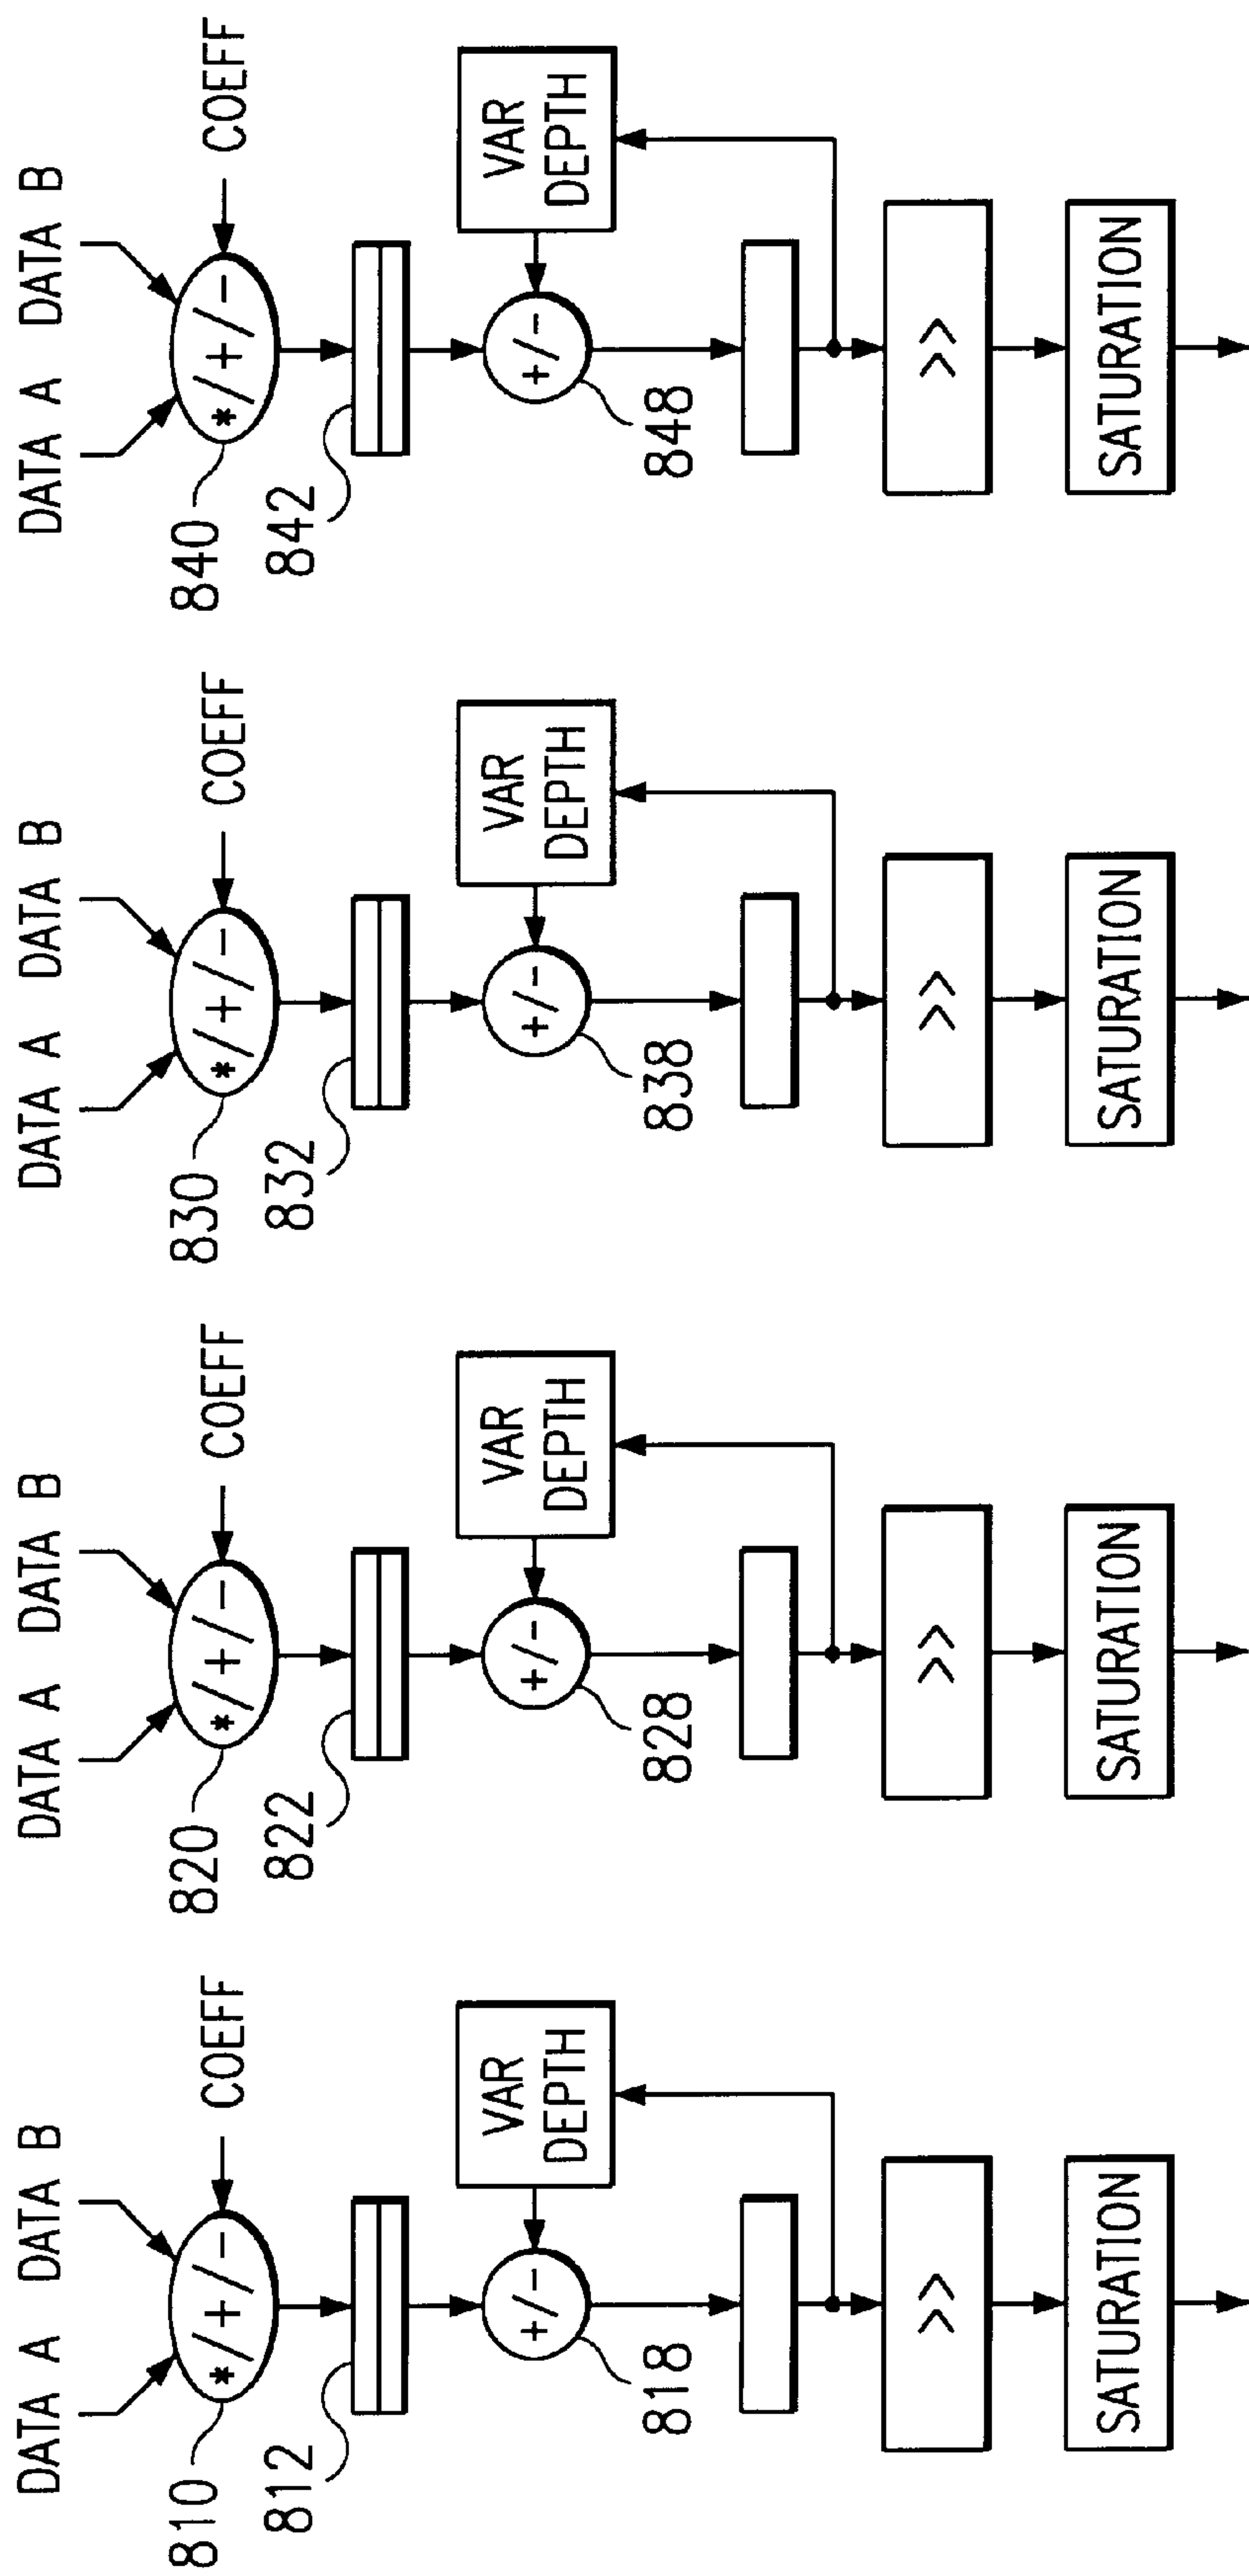 DATA A DATA B
810 */+/- COEFF
812
VAR
DEPTH
+/-
818
>>
SATURATION
DATA A DATA B
820 */+/- COEFF
822
VAR
DEPTH
+/-
828
>>
SATURATION
DATA A DATA B
830 */+/- COEFF
832
VAR
DEPTH
+/-
838
>>
SATURATION
DATA A DATA B
840 */+/- COEFF
842
VAR
DEPTH
+/-
848
>>
SATURATION